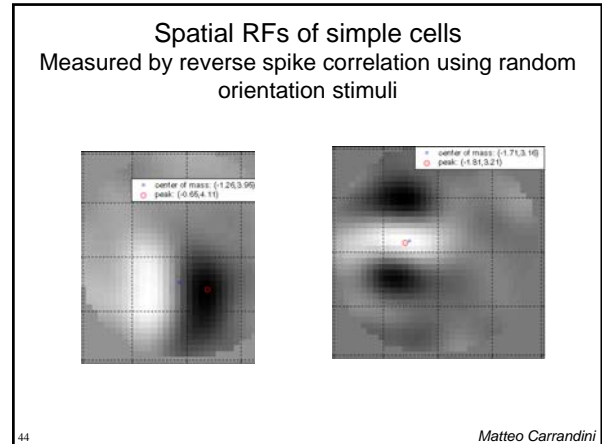 Spatial RFs of simple cells
Measured by reverse spike correlation using random
orientation stimuli
center of mass: (-1.26,3.95)
peak: (-0.65,4.11)
center of mass: (-1.71,3.16)
peak: (-1.81,3.21)
44
Matteo Carrandini